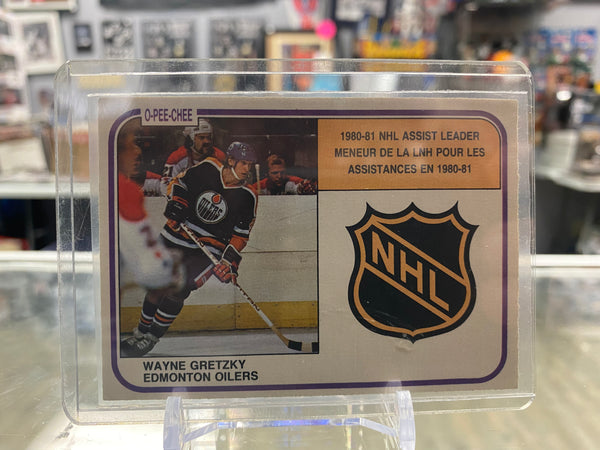 O-PEE-CHEE
1980-81 NHL ASSIST LEADER
MENEUR DE LA LNH POUR LES
ASSISTANCES EN 1980-81
OILERS
NHL
WAYNE GRETZKY
EDMONTON OILERS